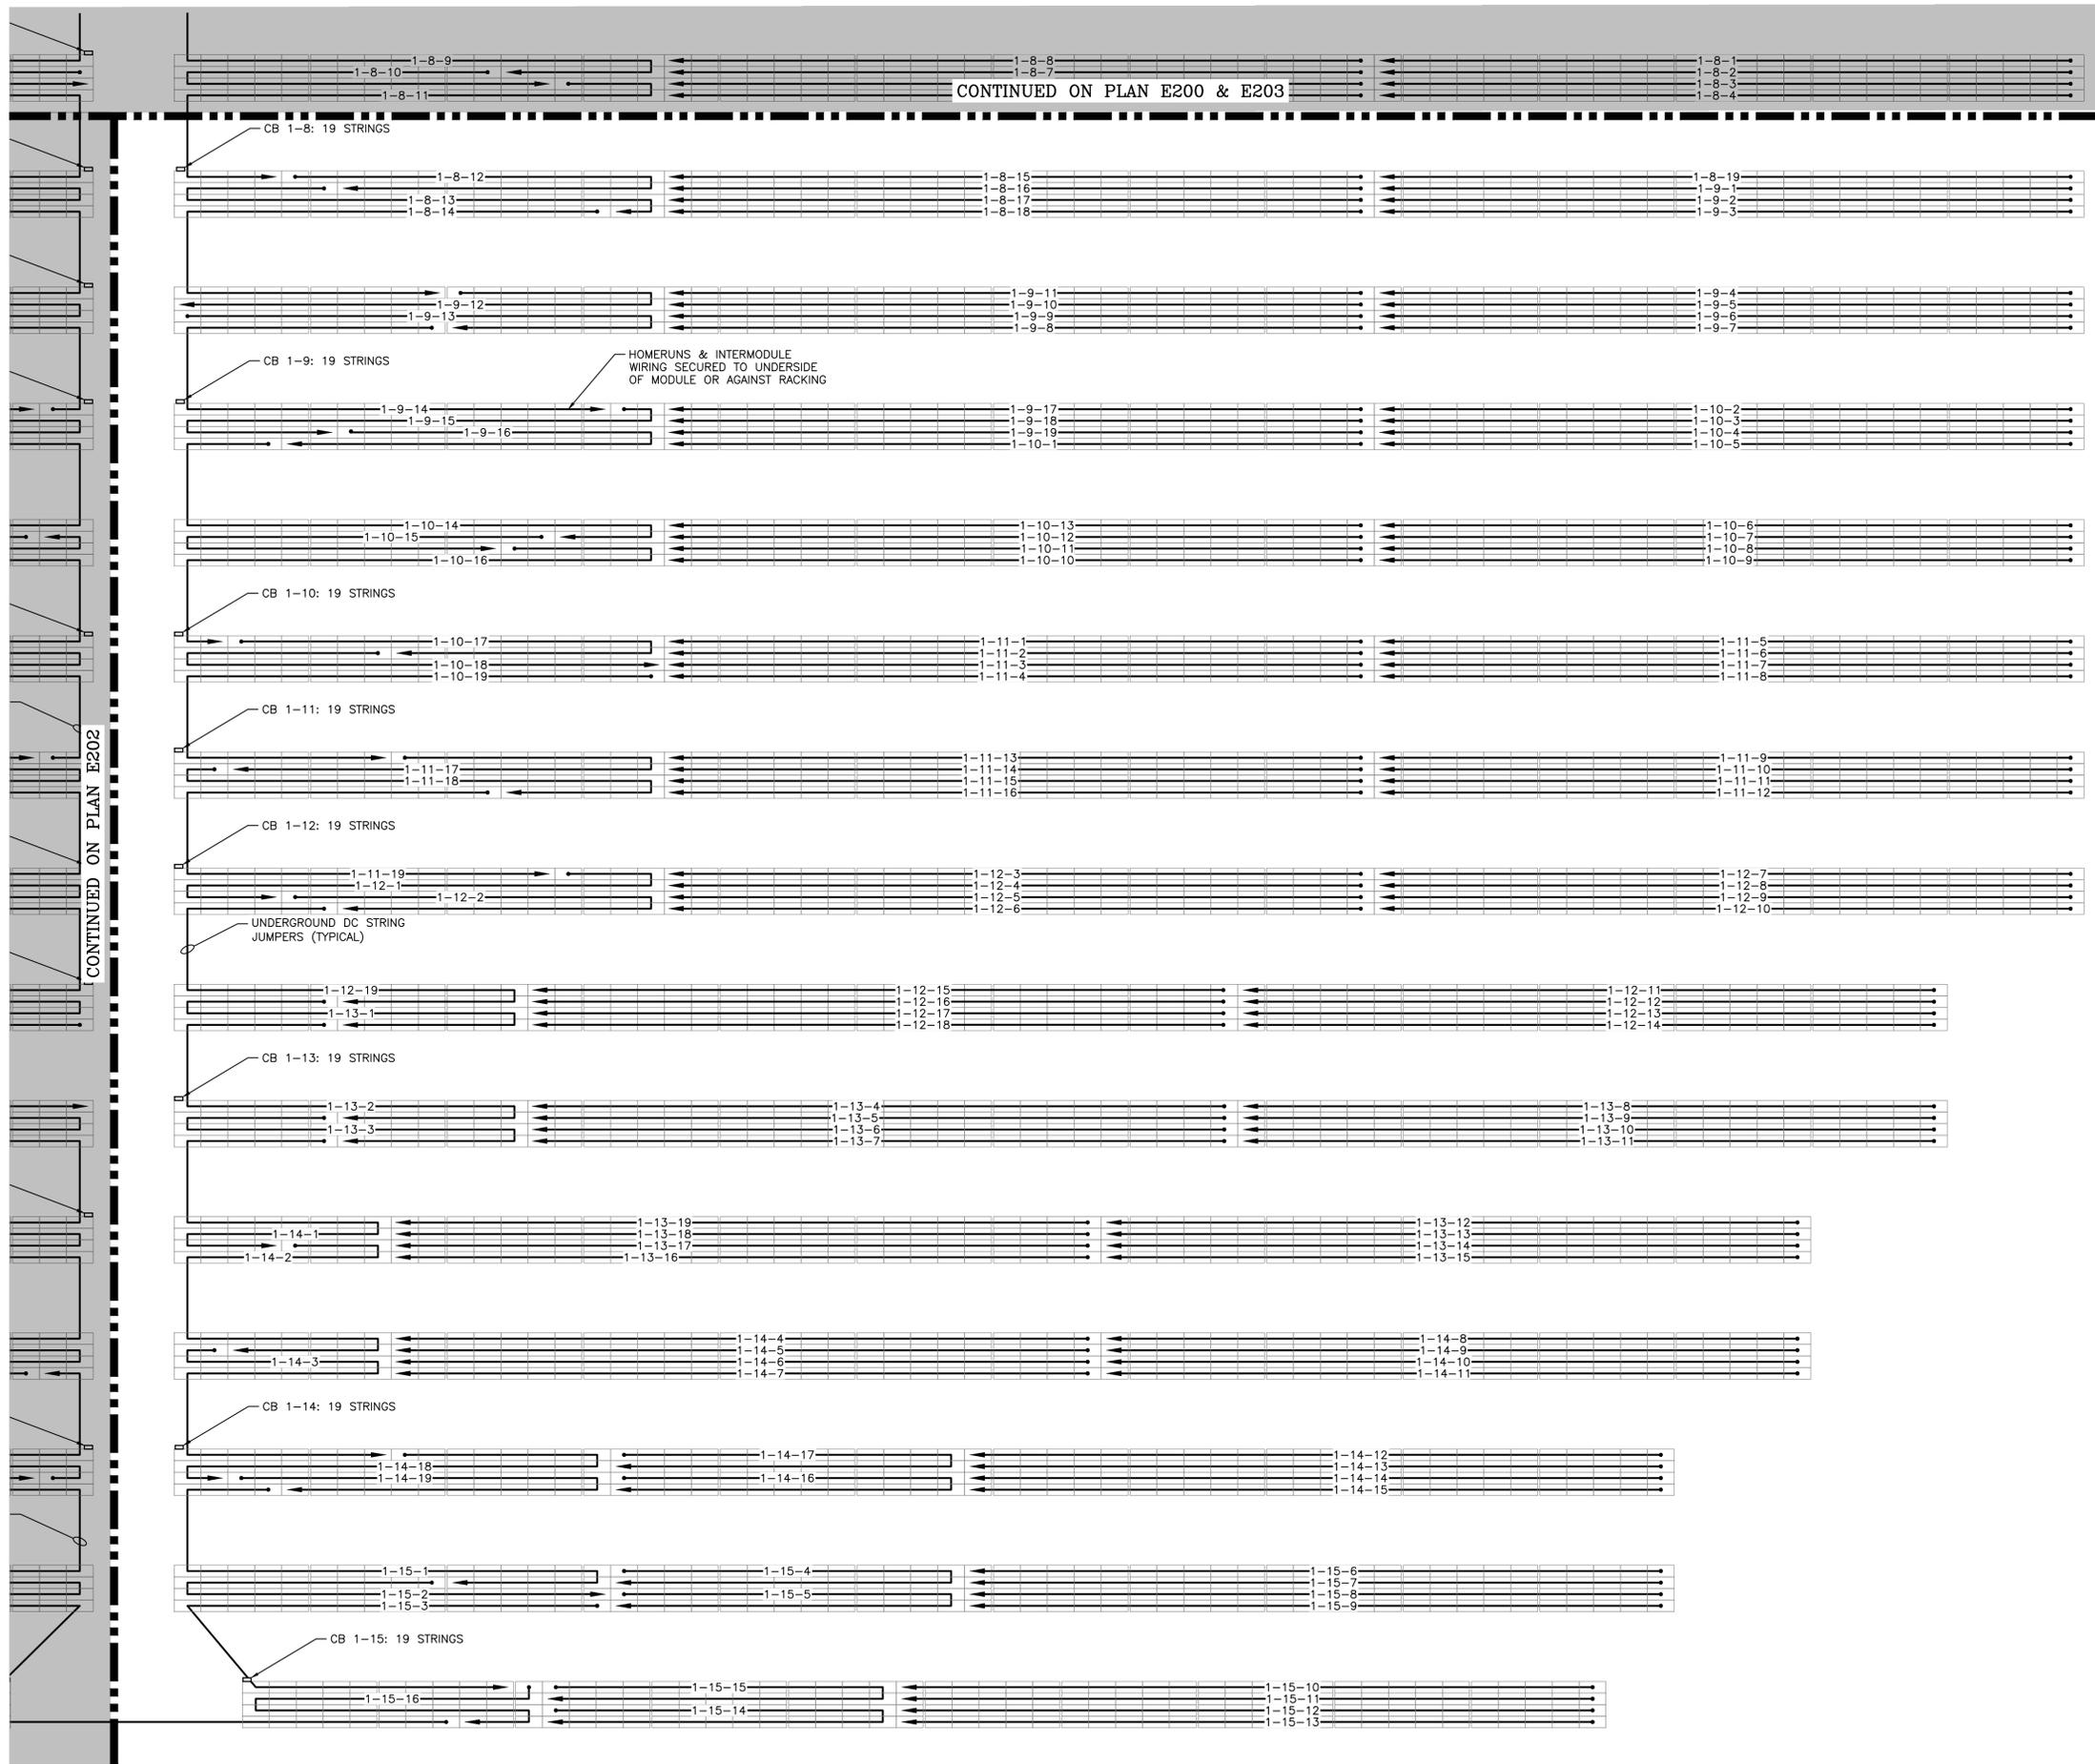 1-8-9 1-8-8 1-8-1
1-8-10 1-8-7 1-8-2
1-8-3
1-8-11 1-8-4
CONTINUED ON PLAN E200 & E203
CB 1-8: 19 STRINGS
1-8-12 1-8-15 1-8-19
1-8-16 1-9-1
1-8-13 1-8-17 1-9-2
1-8-14 1-8-18 1-9-3
1-9-11 1-9-4
1-9-12 1-9-10 1-9-5
1-9-13 1-9-9 1-9-6
1-9-8 1-9-7
CB 1-9: 19 STRINGS
HOMERUNS & INTERMODULE
WIRING SECURED TO UNDERSIDE
OF MODULE OR AGAINST RACKING
1-9-14 1-9-17 1-10-2
1-9-15 1-9-18 1-10-3
1-9-16 1-9-19 1-10-4
1-10-1 1-10-5
1-10-14 1-10-13 1-10-6
1-10-15 1-10-12 1-10-7
1-10-11 1-10-8
1-10-16 1-10-10 1-10-9
CB 1-10: 19 STRINGS
1-10-17 1-11-1 1-11-5
1-11-2 1-11-6
1-10-18 1-11-3 1-11-7
1-10-19 1-11-4 1-11-8
CB 1-11: 19 STRINGS
CONTINUED ON PLAN E202
1-11-13 1-11-9
1-11-17 1-11-14 1-11-10
1-11-18 1-11-15 1-11-11
1-11-16 1-11-12
CB 1-12: 19 STRINGS
1-11-19 1-12-3 1-12-7
1-12-1 1-12-4 1-12-8
1-12-2 1-12-5 1-12-9
1-12-6 1-12-10
UNDERGROUND DC STRING
JUMPERS (TYPICAL)
1-12-19 1-12-15 1-12-11
1-12-16 1-12-12
1-13-1 1-12-17 1-12-13
1-12-18 1-12-14
CB 1-13: 19 STRINGS
1-13-2 1-13-4 1-13-8
1-13-5 1-13-9
1-13-3 1-13-6 1-13-10
1-13-7 1-13-11
1-13-19 1-13-12
1-14-1 1-13-18 1-13-13
1-13-17 1-13-14
1-14-2 1-13-16 1-13-15
1-14-4 1-14-8
1-14-5 1-14-9
1-14-3 1-14-6 1-14-10
1-14-7 1-14-11
CB 1-14: 19 STRINGS
1-14-17 1-14-12
1-14-18 1-14-13
1-14-19 1-14-16 1-14-14
1-14-15
1-15-1 1-15-4 1-15-6
1-15-7
1-15-2 1-15-5 1-15-8
1-15-3 1-15-9
CB 1-15: 19 STRINGS
1-15-15 1-15-10
1-15-16 1-15-11
1-15-14 1-15-12
1-15-13